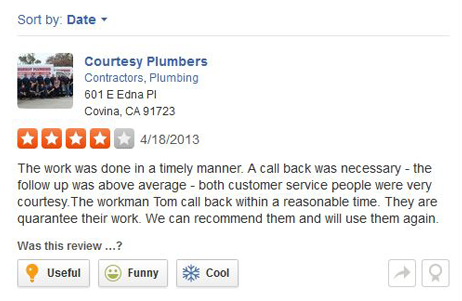 Sort by: Date
Courtesy Plumbers
Contractors, Plumbing
601 E Edna Pl
Covina, CA 91723
4/18/2013
The work was done in a timely manner. A call back was necessary - the
follow up was above average - both customer service people were very
courtesy.The workman Tom call back within a reasonable time. They are
quarantee their work. We can recommend them and will use them again.
Was this review …?
Useful
Funny
Cool